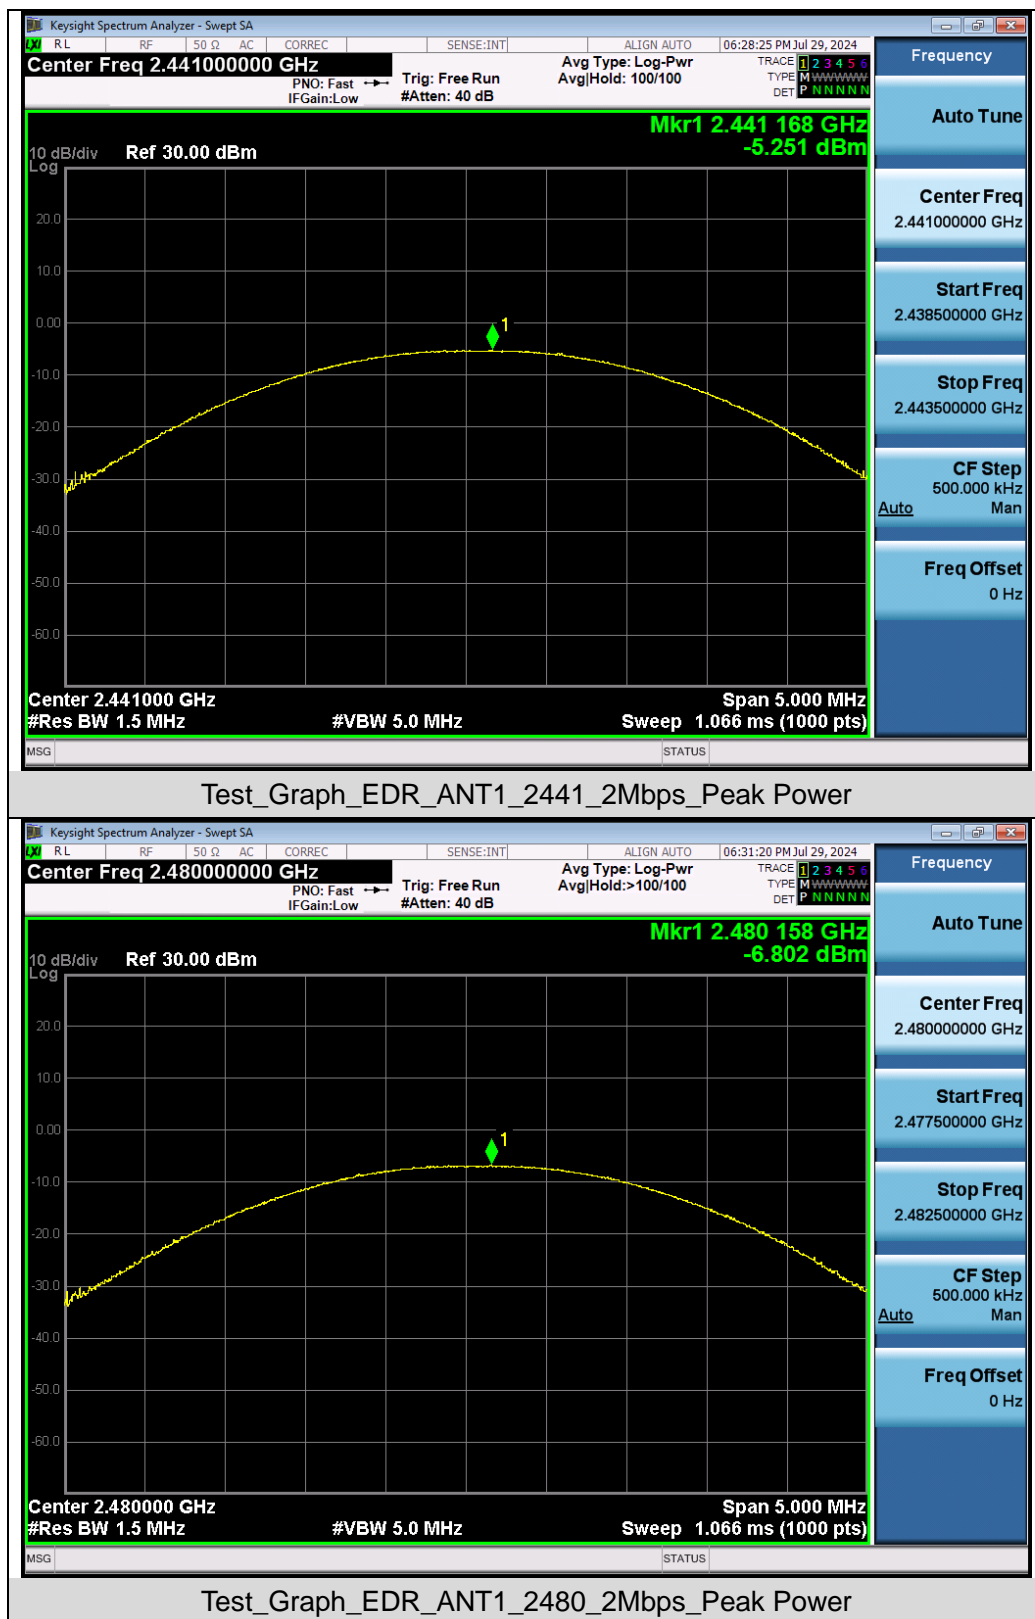 Keysight Spectrum Analyzer - Swept SA
LXI RL RF 50 Ω AC CORREC SENSE:INT ALIGN AUTO 06:28:25 PM Jul 29, 2024
Center Freq 2.441000000 GHz
PNO: Fast
IFGain:Low
Trig: Free Run
#Atten: 40 dB
Avg Type: Log-Pwr
Avg|Hold: 100/100
TRACE 1 2 3 4 5 6
TYPE M WWWWW
DET P N N N N N
Mkr1 2.441 168 GHz
-5.251 dBm
10 dB/div Ref 30.00 dBm
Log
20.0
10.0
0.00
-10.0
-20.0
-30.0
-40.0
-50.0
-60.0
1
Center 2.441000 GHz Span 5.000 MHz
#Res BW 1.5 MHz #VBW 5.0 MHz Sweep 1.066 ms (1000 pts)
MSG STATUS
Frequency
Auto Tune
Center Freq
2.441000000 GHz
Start Freq
2.438500000 GHz
Stop Freq
2.443500000 GHz
CF Step
500.000 kHz
Auto Man
Freq Offset
0 Hz
Test_Graph_EDR_ANT1_2441_2Mbps_Peak Power
Keysight Spectrum Analyzer - Swept SA
LXI RL RF 50 Ω AC CORREC SENSE:INT ALIGN AUTO 06:31:20 PM Jul 29, 2024
Center Freq 2.480000000 GHz
PNO: Fast
IFGain:Low
Trig: Free Run
#Atten: 40 dB
Avg Type: Log-Pwr
Avg|Hold:>100/100
TRACE 1 2 3 4 5 6
TYPE M WWWWW
DET P N N N N N
Mkr1 2.480 158 GHz
-6.802 dBm
10 dB/div Ref 30.00 dBm
Log
20.0
10.0
0.00
-10.0
-20.0
-30.0
-40.0
-50.0
-60.0
1
Center 2.480000 GHz Span 5.000 MHz
#Res BW 1.5 MHz #VBW 5.0 MHz Sweep 1.066 ms (1000 pts)
MSG STATUS
Frequency
Auto Tune
Center Freq
2.480000000 GHz
Start Freq
2.477500000 GHz
Stop Freq
2.482500000 GHz
CF Step
500.000 kHz
Auto Man
Freq Offset
0 Hz
Test_Graph_EDR_ANT1_2480_2Mbps_Peak Power